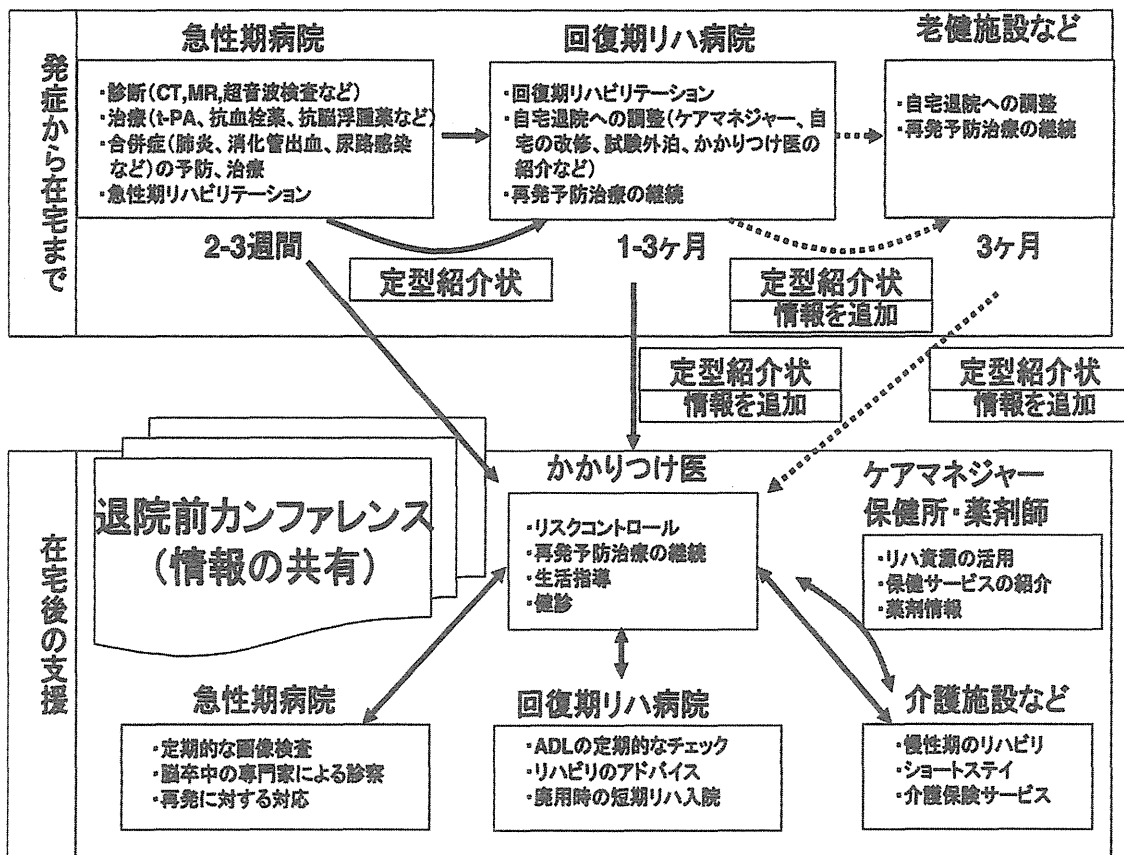 発症から在宅まで
急性期病院
・診断(CT,MR,超音波検査など)
・治療(t-PA、抗血栓薬、抗脳浮腫薬など)
・合併症(肺炎、消化管出血、尿路感染
など)の予防、治療
・急性期リハビリテーション
2-3週間
回復期リハ病院
・回復期リハビリテーション
・自宅退院への調整(ケアマネジャー、自
宅の改修、試験外泊、かかりつけ医の
紹介など)
・再発予防治療の継続
1-3ヶ月
老健施設など
・自宅退院への調整
・再発予防治療の継続
3ヶ月
定型紹介状
定型紹介状
情報を追加
定型紹介状
情報を追加
定型紹介状
情報を追加
在宅後の支援
退院前カンファレンス
(情報の共有)
かかりつけ医
・リスクコントロール
・再発予防治療の継続
・生活指導
・健診
ケアマネジャー
保健所・薬剤師
・リハ資源の活用
・保健サービスの紹介
・薬剤情報
急性期病院
・定期的な画像検査
・脳卒中の専門家による診察
・再発に対する対応
回復期リハ病院
・ADLの定期的なチェック
・リハビリのアドバイス
・廃用時の短期リハ入院
介護施設など
・慢性期のリハビリ
・ショートステイ
・介護保険サービス